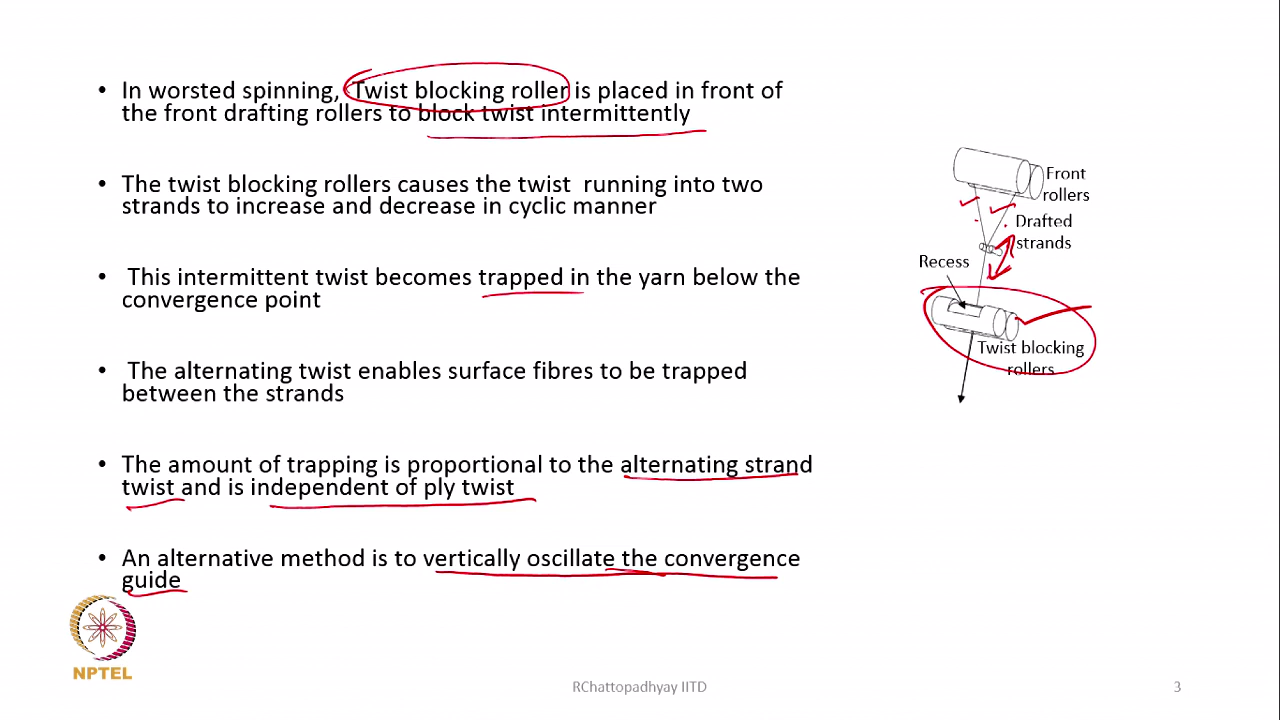 • In worsted spinning, Twist blocking roller is placed in front of
the front drafting rollers to block twist intermittently
• The twist blocking rollers causes the twist running into two
strands to increase and decrease in cyclic manner
• This intermittent twist becomes trapped in the yarn below the
convergence point
• The alternating twist enables surface fibres to be trapped
between the strands
• The amount of trapping is proportional to the alternating strand
twist and is independent of ply twist
• An alternative method is to vertically oscillate the convergence
guide
Front
rollers
Drafted
strands
Recess
Twist blocking
rollers
NPTEL
RChattopadhyay IITD
3